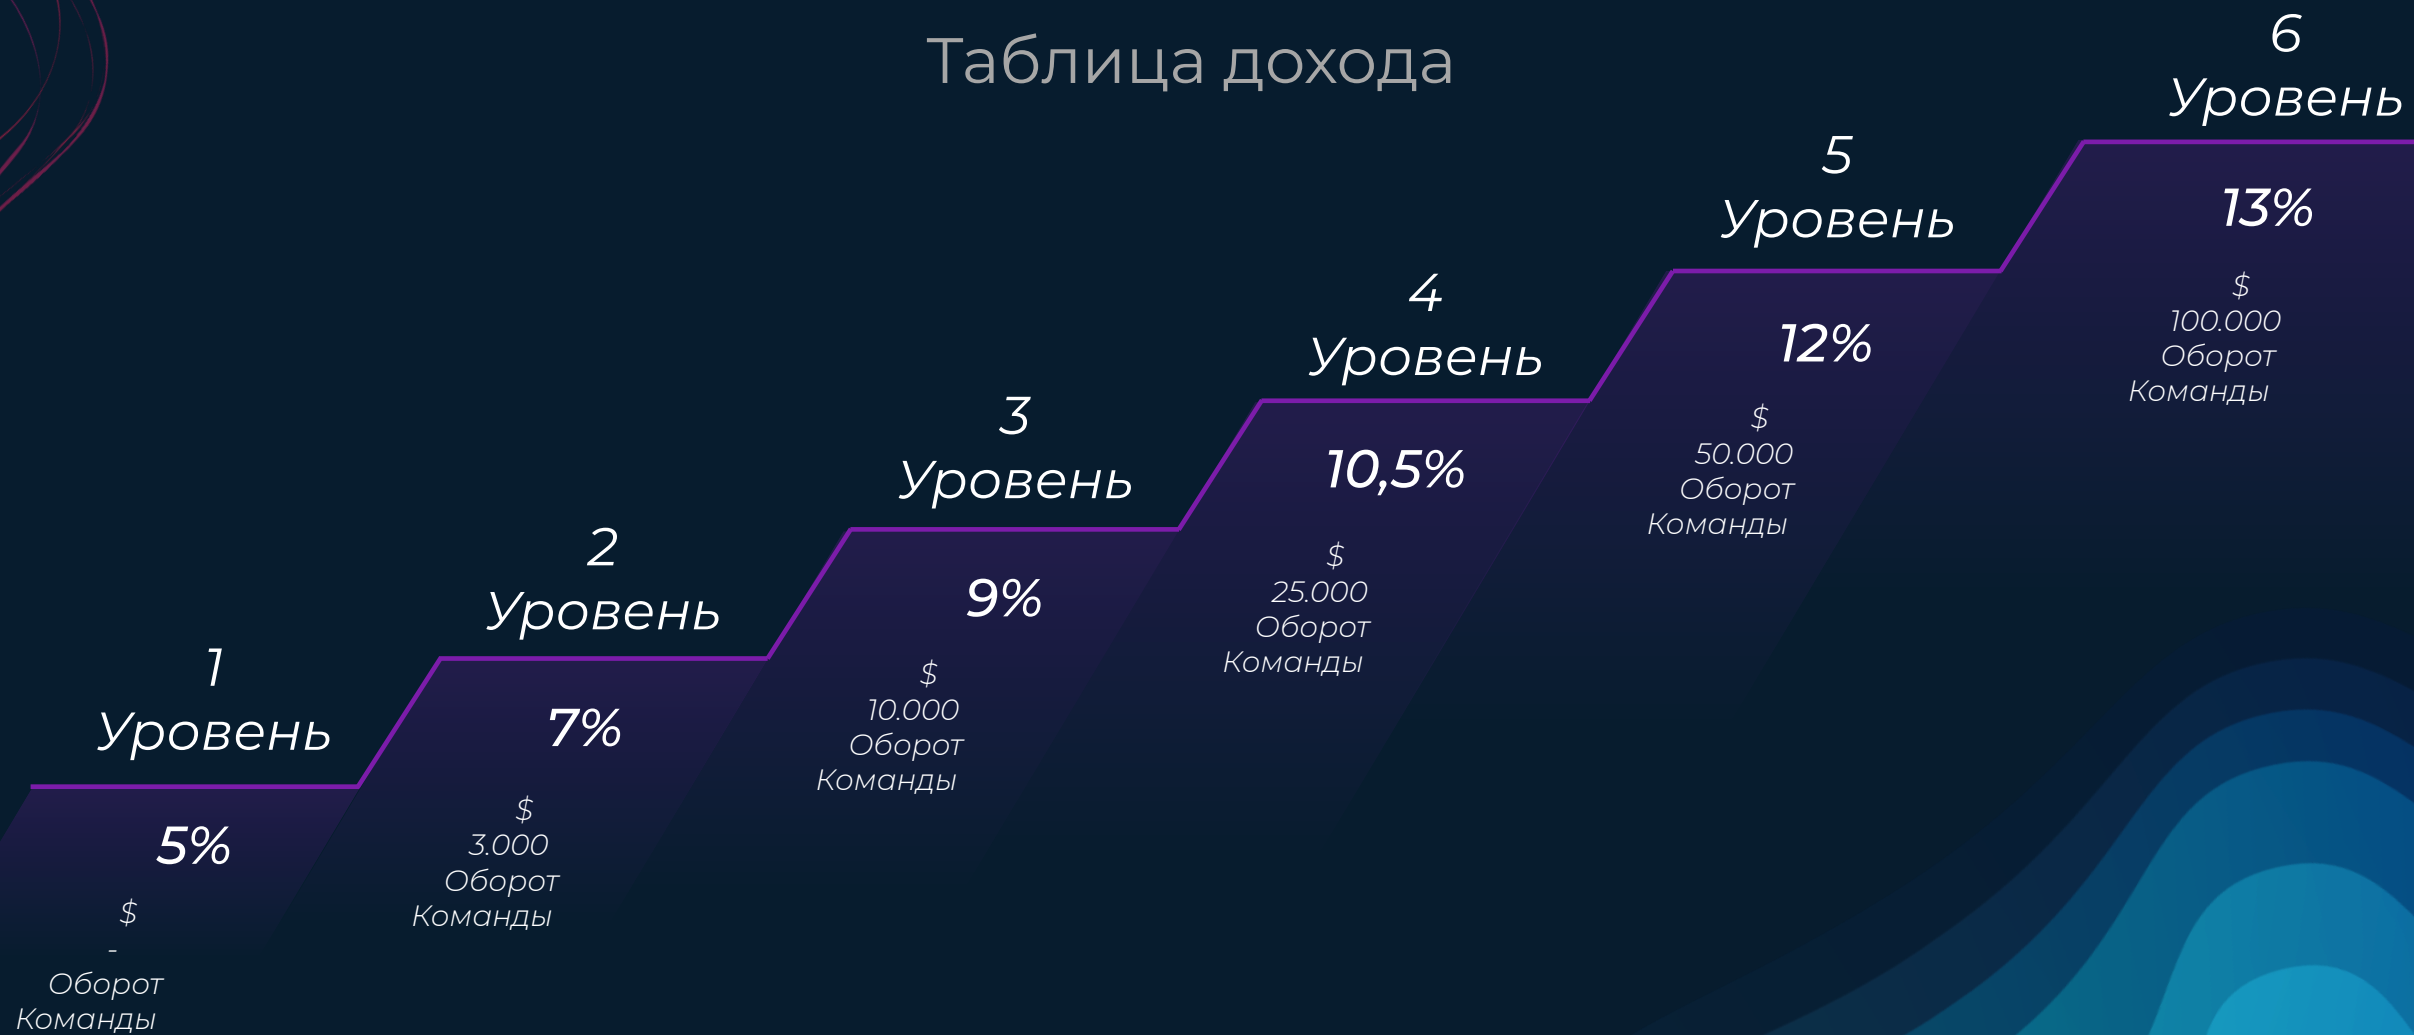 Таблица дохода
1
Уровень
5%
$
-
Оборот
Команды
2
Уровень
7%
$
3.000
Оборот
Команды
3
Уровень
9%
$
10.000
Оборот
Команды
4
Уровень
10,5%
$
25.000
Оборот
Команды
5
Уровень
12%
$
50.000
Оборот
Команды
6
Уровень
13%
$
100.000
Оборот
Команды